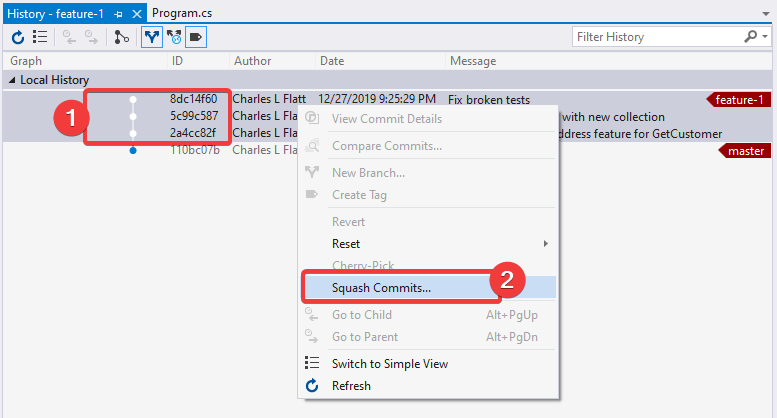 History - feature-1 Program.cs
Filter History
Graph ID Author Date Message
Local History
8dc14f60 Charles L Flatt 12/27/2019 9:25:29 PM Fix broken tests feature-1
1 5c99c587 Charles L Fla with new collection
2a4cc82f Charles L Fla address feature for GetCustomer
110bc07b Charles L Fla master
View Commit Details
Compare Commits...
New Branch...
Create Tag
Revert
Reset
Cherry-Pick
Squash Commits... 2
Go to Child Alt+PgUp
Go to Parent Alt+PgDn
Switch to Simple View
Refresh